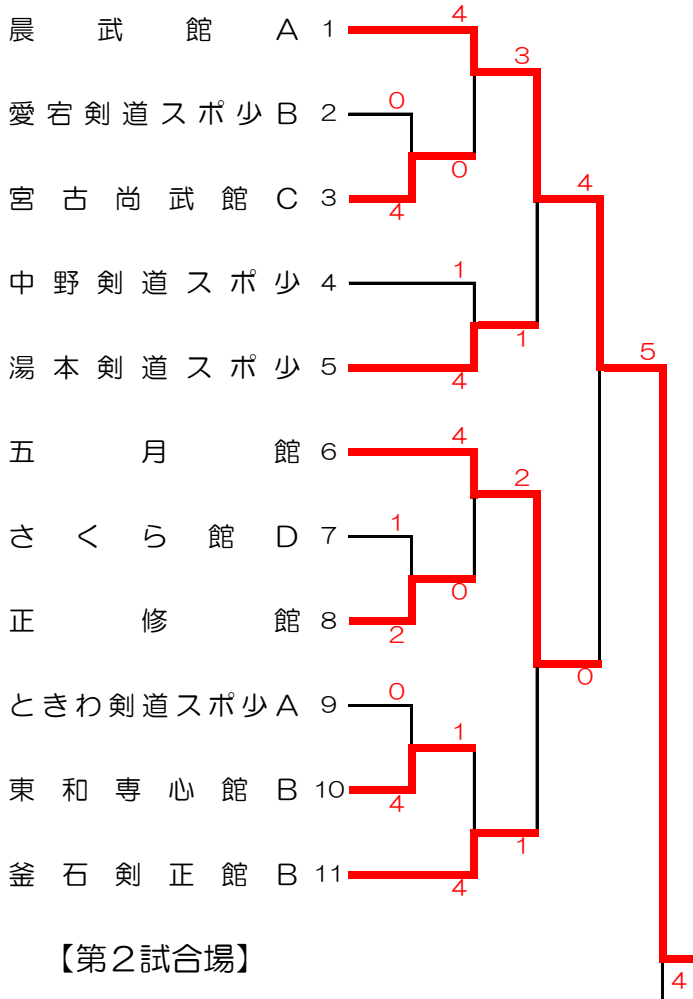 4
晨武館A 1
3
愛宕剣道スポ少B 2 0
宮古尚武館C 3 4 0 4
中野剣道スポ少 4 1
1
湯本剣道スポ少 5 4 5
五月館 6 4
2
さくら館D 7 1
0
正修館 8 2
0
ときわ剣道スポ少A 9 0
1
東和専心館B 10 4
1
釜石剣正館B 11 4
【第2試合場】
4